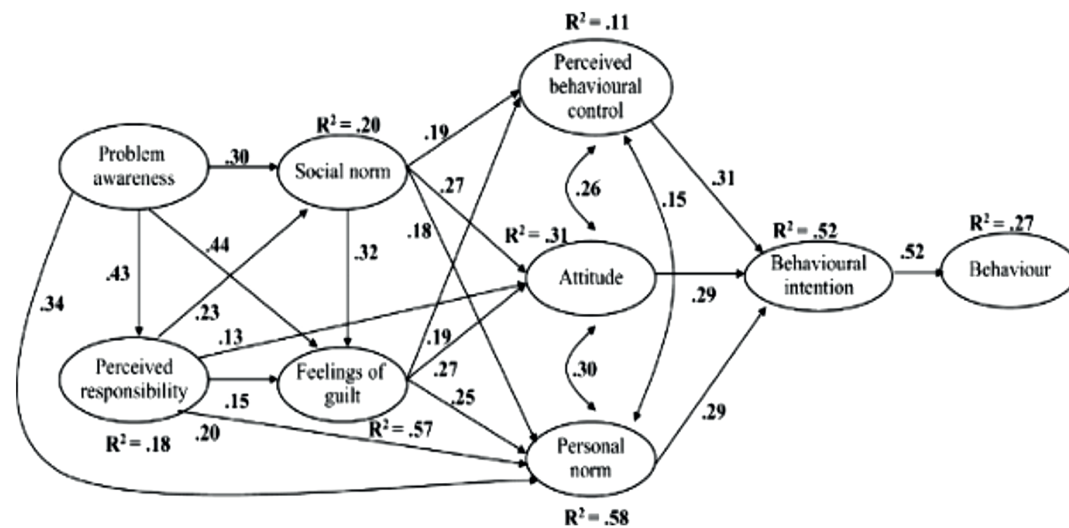 R² = .11
Perceived
behavioural
control
R² = .20
Problem
awareness
.30
Social norm
.19
.27
.18
.26
.15
.31
R² = .31
Attitude
R² = .52
Behavioural
intention
.52
R² = .27
Behaviour
.44
.43
.32
.34
.23
.13
.29
.19
.27
.25
.30
Perceived
responsibility
R² = .18
.15
.20
Feelings of
guilt
R² = .57
.29
Personal
norm
R² = .58